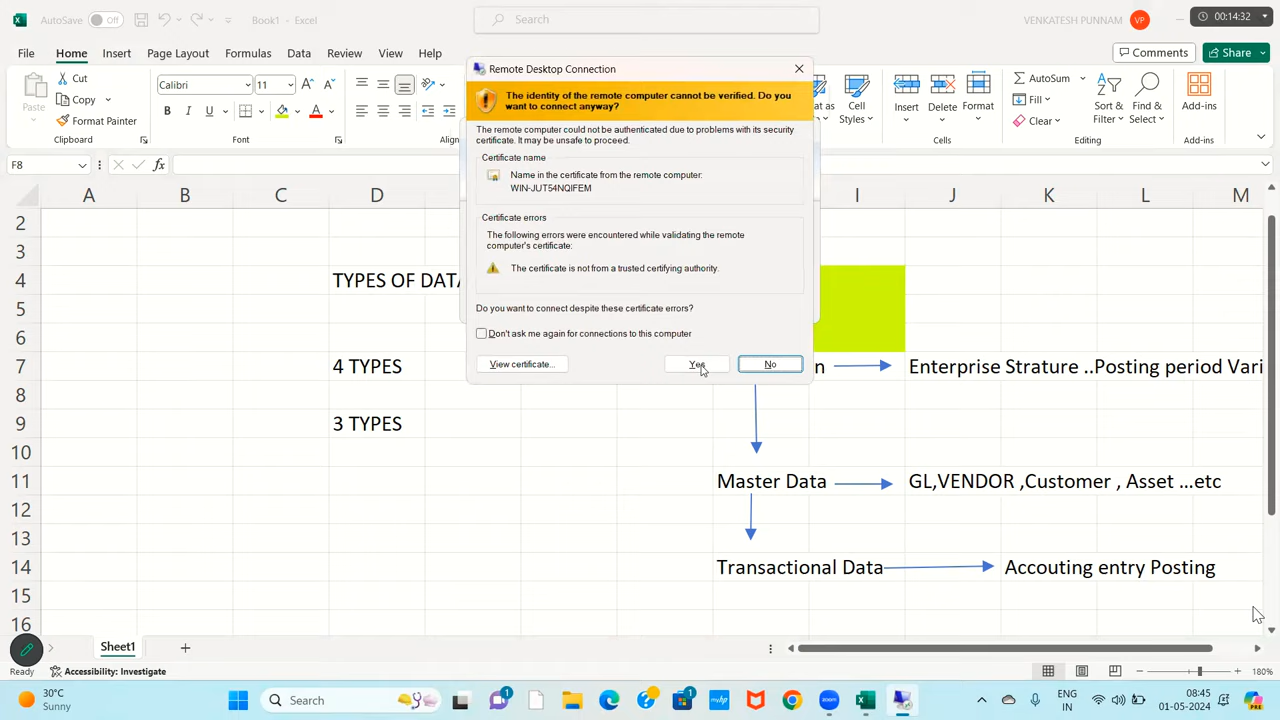 AutoSave Off Book1 - Excel Search VENKATESH PUNNAM VP 00:14:32
File Home Insert Page Layout Formulas Data Review View Help Comments Share
Paste Cut Copy Format Painter Clipboard
Calibri 11 B I U Font
Cell Styles Insert Delete Format
AutoSum Fill Clear Sort & Filter Find & Select Editing
Add-ins Add-ins
F8 fx
A B C D I J K L M
2
3
4 TYPES OF DATA
5
6
7 4 TYPES n Enterprise Strature ..Posting period Vari
8
9 3 TYPES
10
11 Master Data GL,VENDOR ,Customer , Asset ...etc
12
13
14 Transactional Data Accouting entry Posting
15
16
Remote Desktop Connection
The identity of the remote computer cannot be verified. Do you
want to connect anyway?
The remote computer could not be authenticated due to problems with its security
certificate. It may be unsafe to proceed.
Certificate name
Name in the certificate from the remote computer:
WIN-JUT54NQIFEM
Certificate errors
The following errors were encountered while validating the remote
computer's certificate:
The certificate is not from a trusted certifying authority.
Do you want to connect despite these certificate errors?
Don't ask me again for connections to this computer
View certificate... Yes No
Sheet1
Ready Accessibility: Investigate 180%
30°C
Sunny
Search
ENG
IN
08:45
01-05-2024